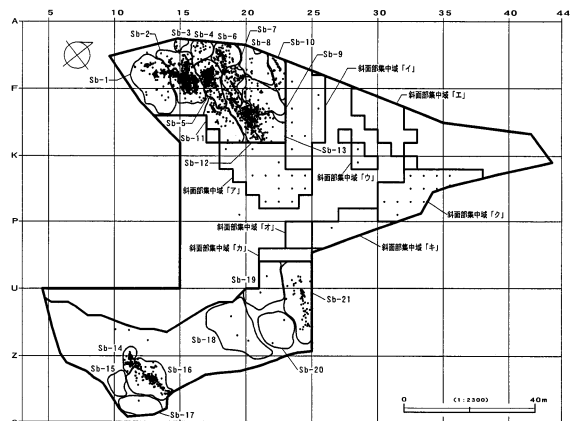 4 10 15 20 25 30 35 40 44
A
F
K
P
U
Z
Sb-1
Sb-2
Sb-3
Sb-4
Sb-6
Sb-7
Sb-8
Sb-10
Sb-9
Sb-5
Sb-11
Sb-12
Sb-13
斜面部集中域「イ」
斜面部集中域「エ」
斜面部集中域「ア」
斜面部集中域「ウ」
斜面部集中域「ク」
斜面部集中域「オ」
斜面部集中域「カ」
斜面部集中域「キ」
Sb-19
Sb-21
Sb-18
Sb-20
Sb-14
Sb-15
Sb-16
Sb-17
0 (1:2300) 40m